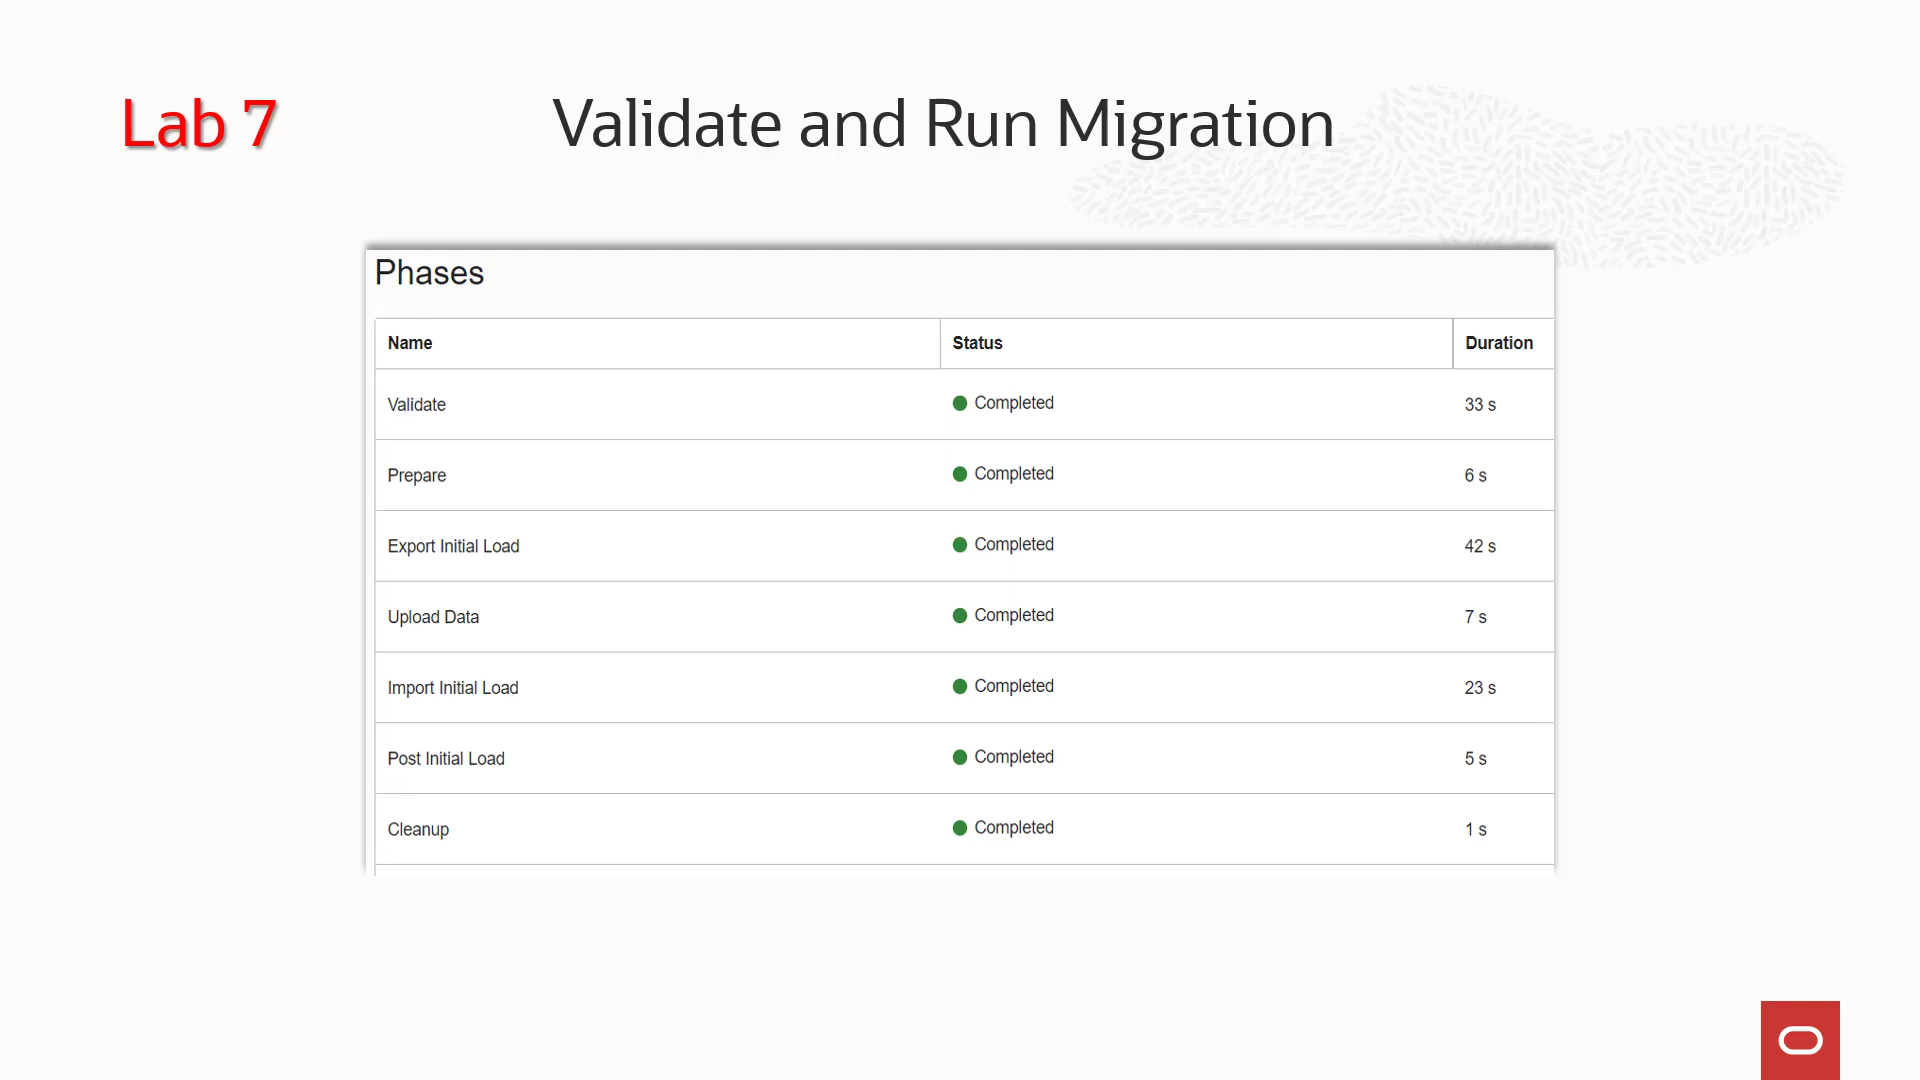 Lab 7 Validate and Run Migration
Phases
Name Status Duration
Validate Completed 33 s
Prepare Completed 6 s
Export Initial Load Completed 42 s
Upload Data Completed 7 s
Import Initial Load Completed 23 s
Post Initial Load Completed 5 s
Cleanup Completed 1 s